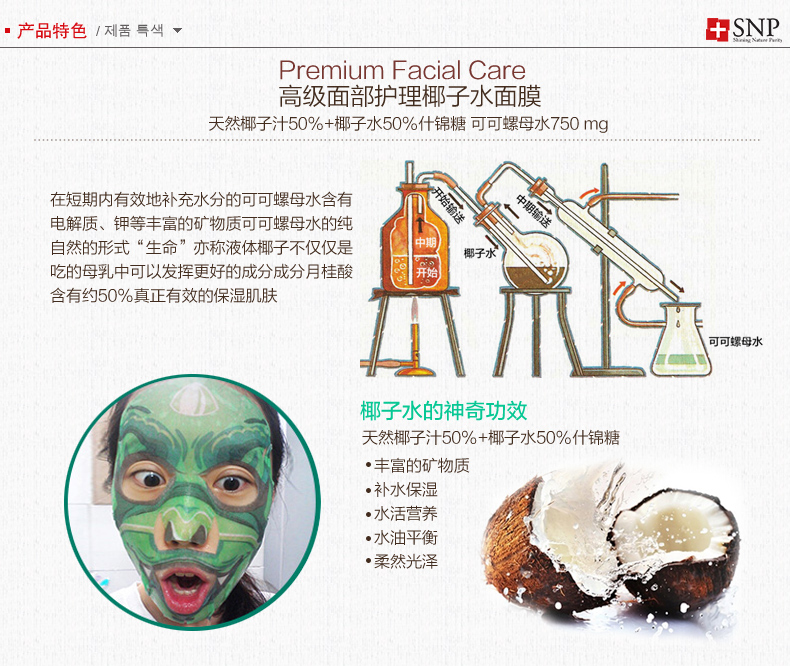 产品特色 / 제품 특색
SNP
Shining Nature Purity
Premium Facial Care
高级面部护理椰子水面膜
天然椰子汁50%+椰子水50%什锦糖 可可螺母水750 mg
在短期内有效地补充水分的可可螺母水含有
电解质、钾等丰富的矿物质可可螺母水的纯
自然的形式“生命”亦称液体椰子不仅仅是
吃的母乳中可以发挥更好的成分成分月桂酸
含有约50%真正有效的保湿肌肤
开始输送
中期输送
中期
椰子水
开始
可可螺母水
椰子水的神奇功效
天然椰子汁50%+椰子水50%什锦糖
•丰富的矿物质
•补水保湿
•水活营养
•水油平衡
•柔然光泽